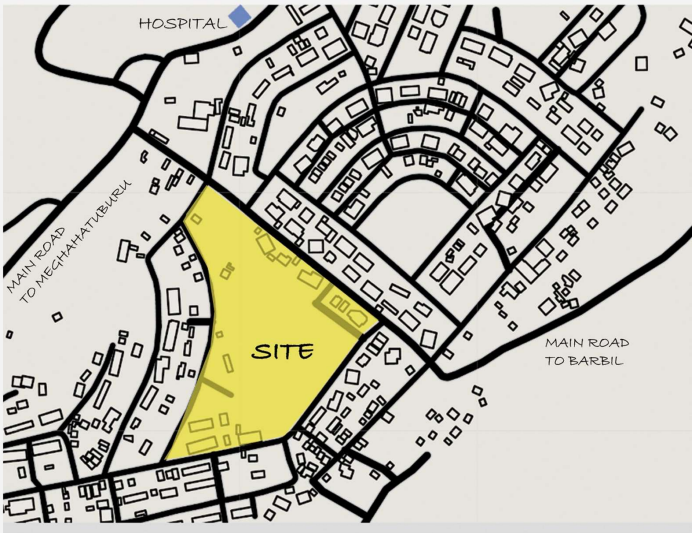 HOSPITAL
MAIN ROAD
TO MEGHAHATUBURU
SITE
MAIN ROAD
TO BARBIL